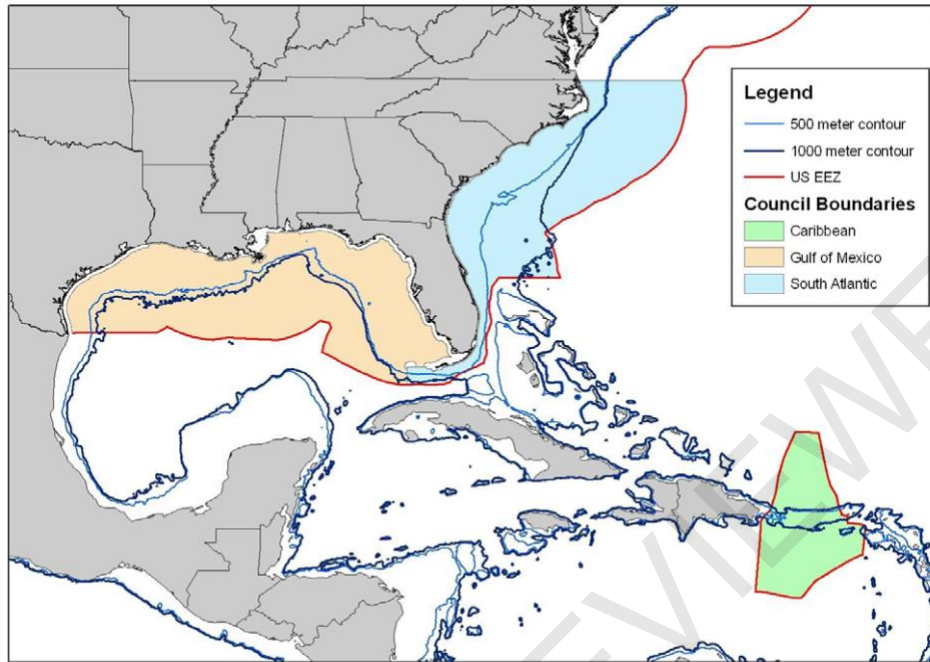 Legend
500 meter contour
1000 meter contour
US EEZ
Council Boundaries
Caribbean
Gulf of Mexico
South Atlantic